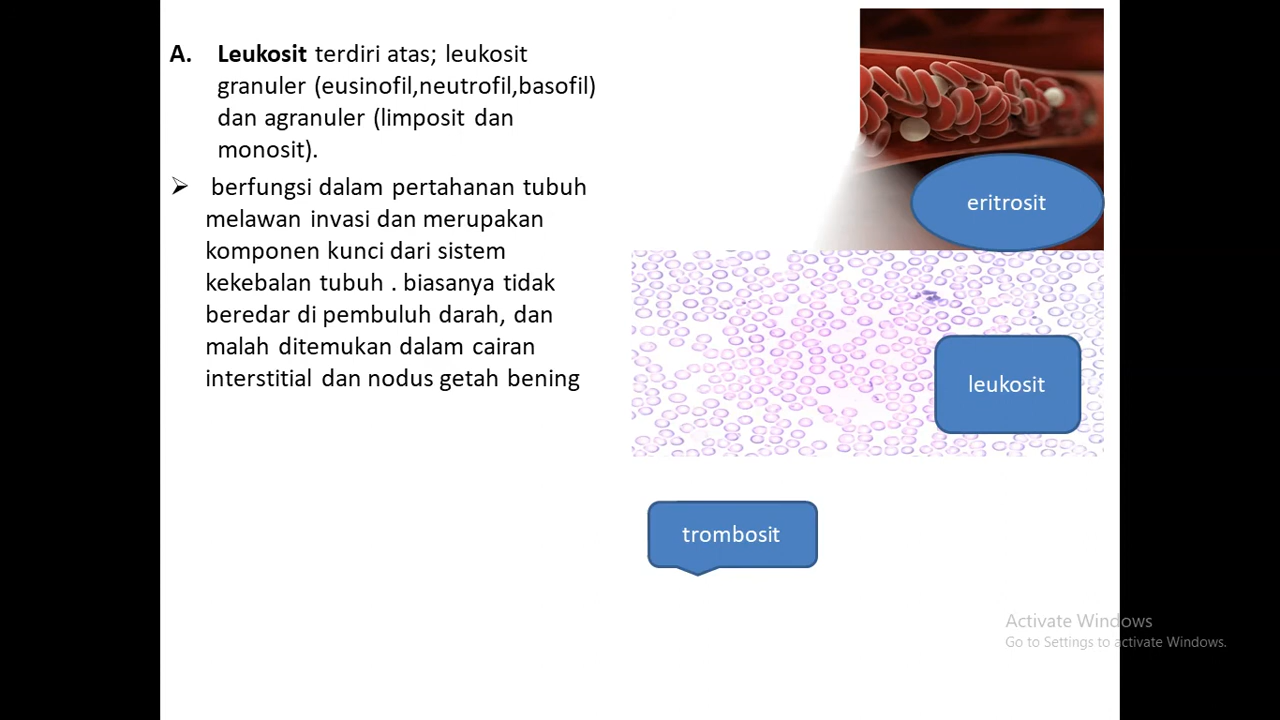 A. Leukosit terdiri atas; leukosit
granuler (eusinofil,neutrofil,basofil)
dan agranuler (limposit dan
monosit).
➢ berfungsi dalam pertahanan tubuh
melawan invasi dan merupakan
komponen kunci dari sistem
kekebalan tubuh . biasanya tidak
beredar di pembuluh darah, dan
malah ditemukan dalam cairan
interstitial dan nodus getah bening
eritrosit
leukosit
trombosit
Activate Windows
Go to Settings to activate Windows.